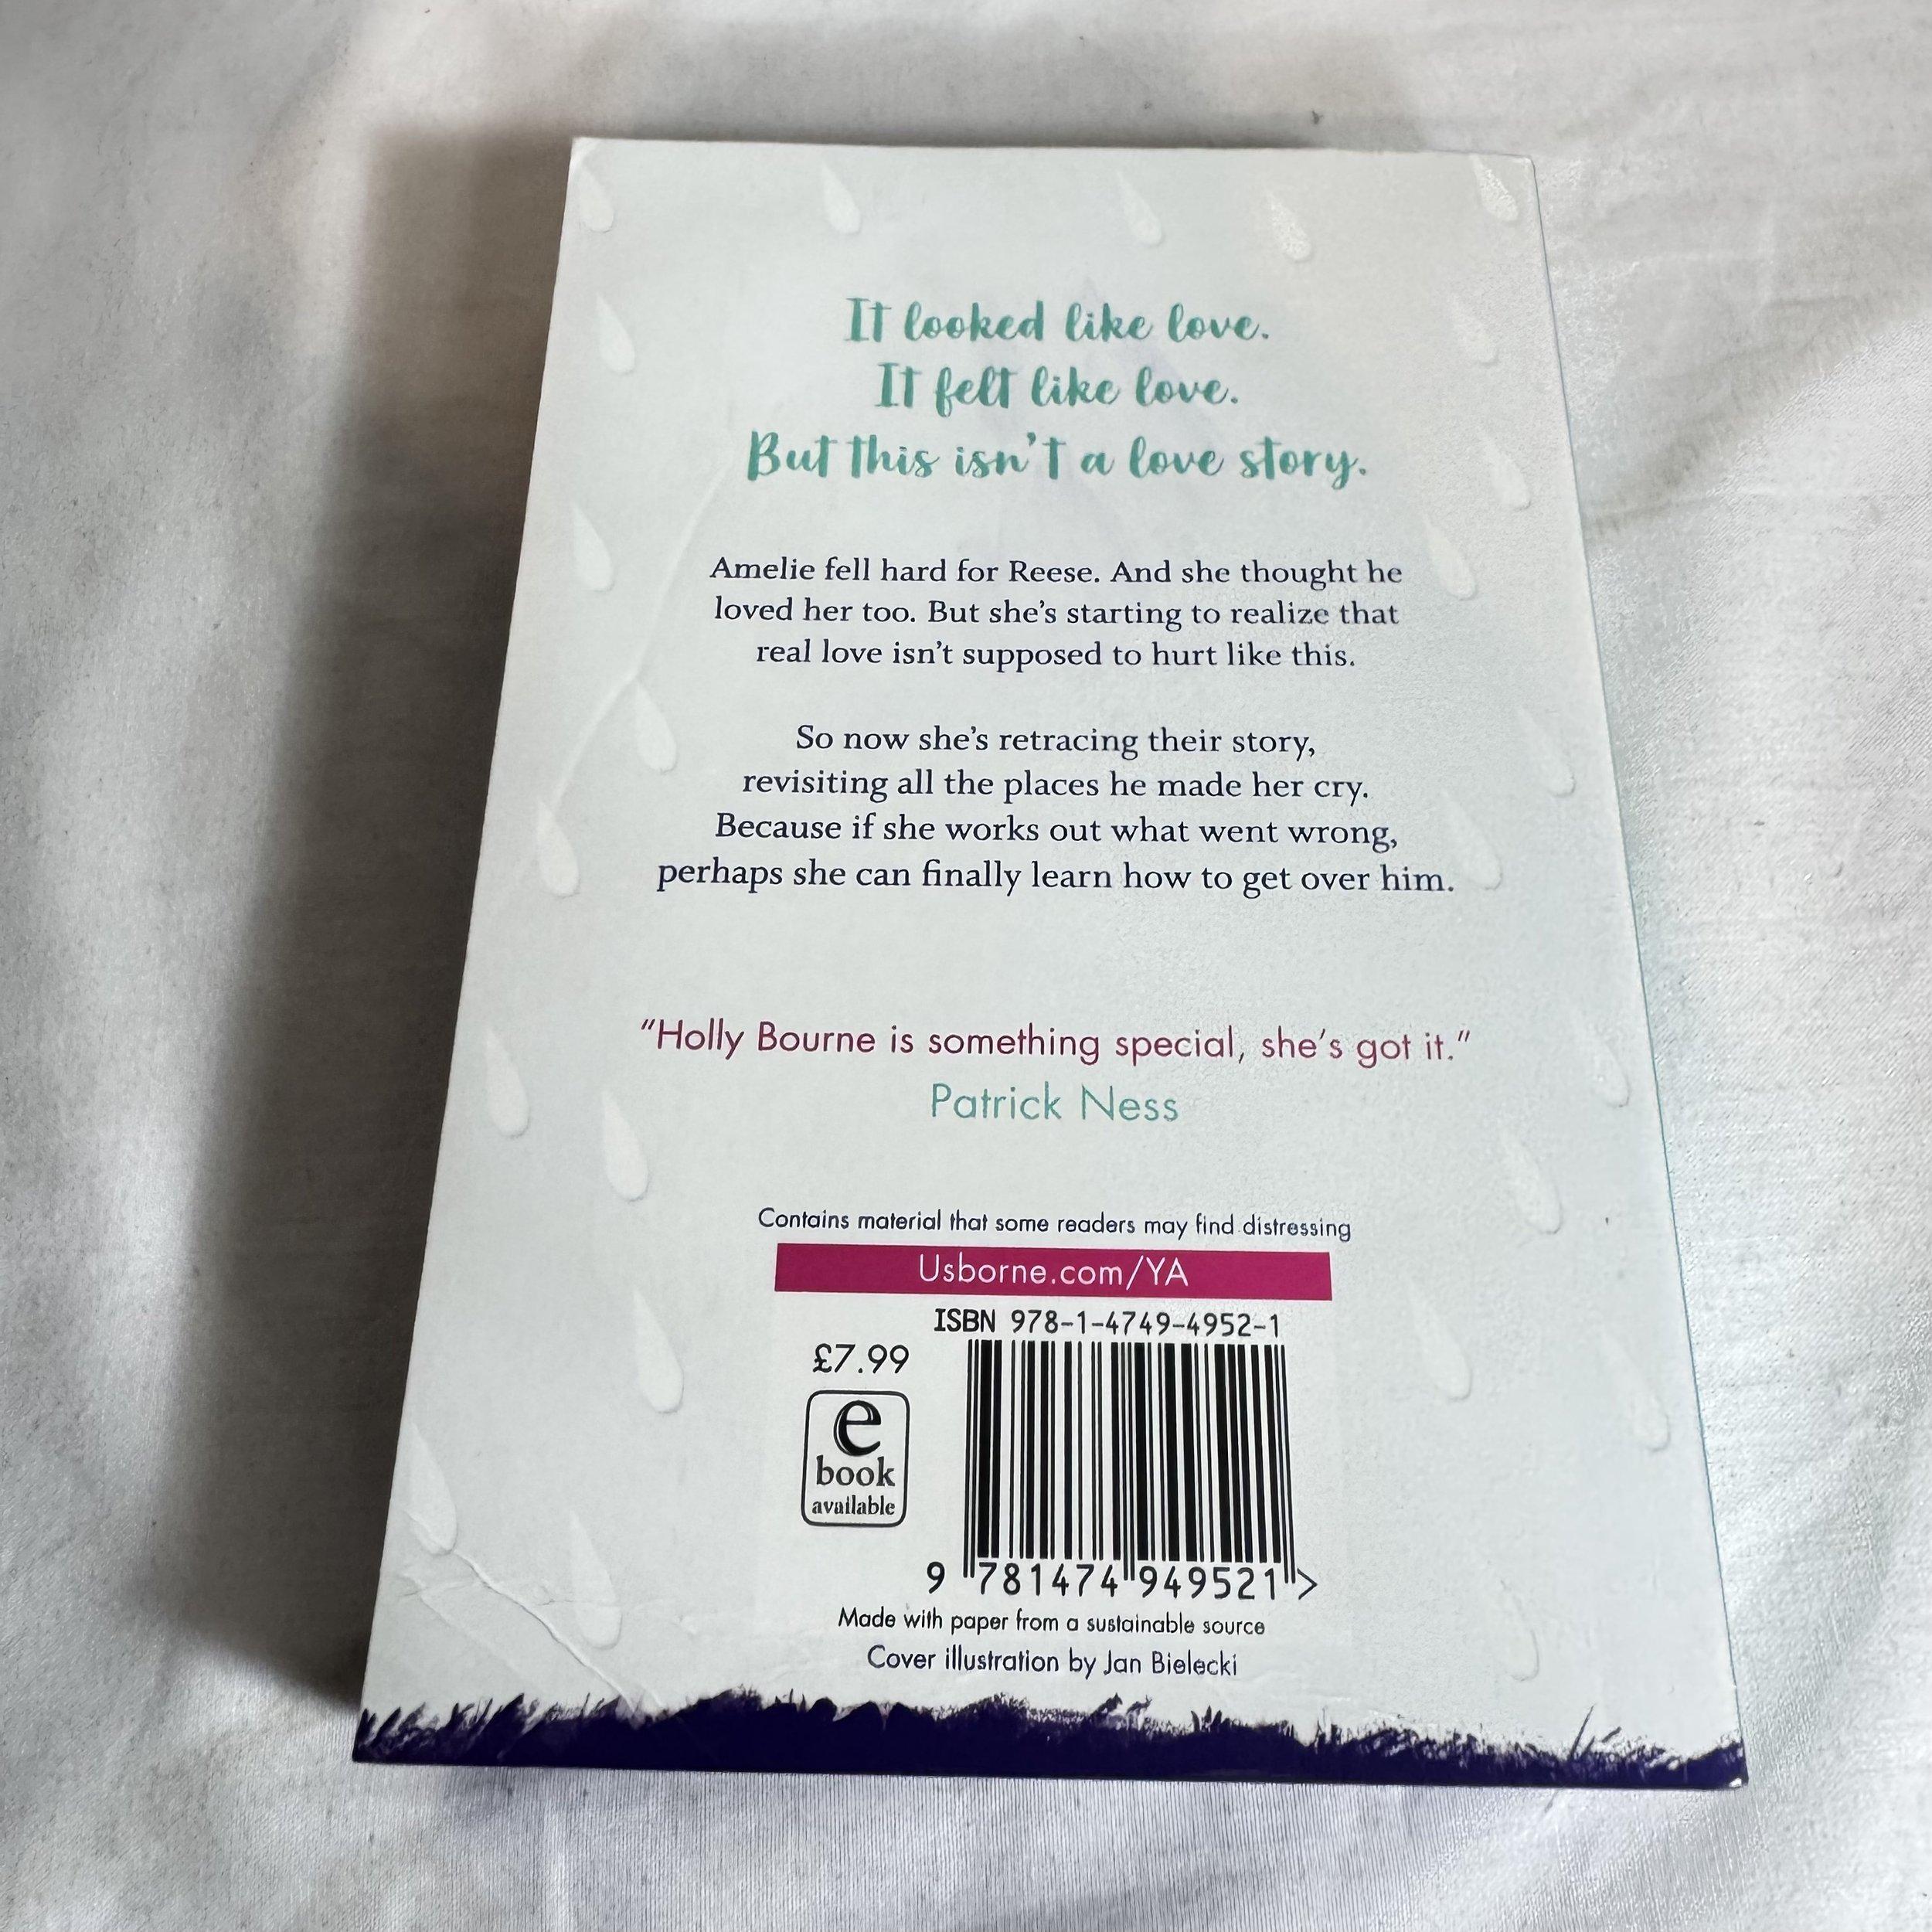 It looked like love.
It felt like love.
But this isn't a love story.
Amelie fell hard for Reese. And she thought he
loved her too. But she's starting to realize that
real love isn't supposed to hurt like this.
So now she's retracing their story,
revisiting all the places he made her cry.
Because if she works out what went wrong,
perhaps she can finally learn how to get over him.
"Holly Bourne is something special, she's got it."
Patrick Ness
Contains material that some readers may find distressing
Usborne.com/YA
ISBN 978-1-4749-4952-1
£7.99
e
book
available
9 781474 949521 >
Made with paper from a sustainable source
Cover illustration by Jan Bielecki